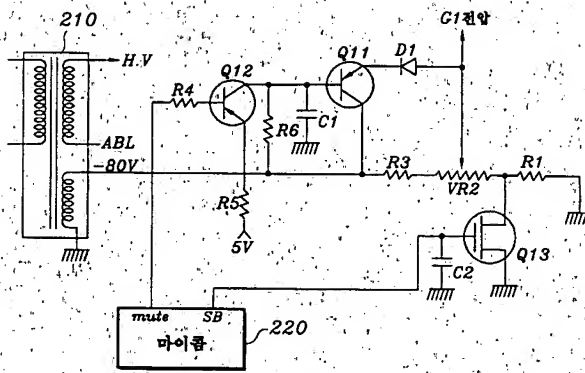 210
G1전압
H.V
Q12
Q11
D1
R4
C1
R6
ABL
-80V
R3
VR2
R1
R5
5V
Q13
C2
mute
SB
220
마이콤